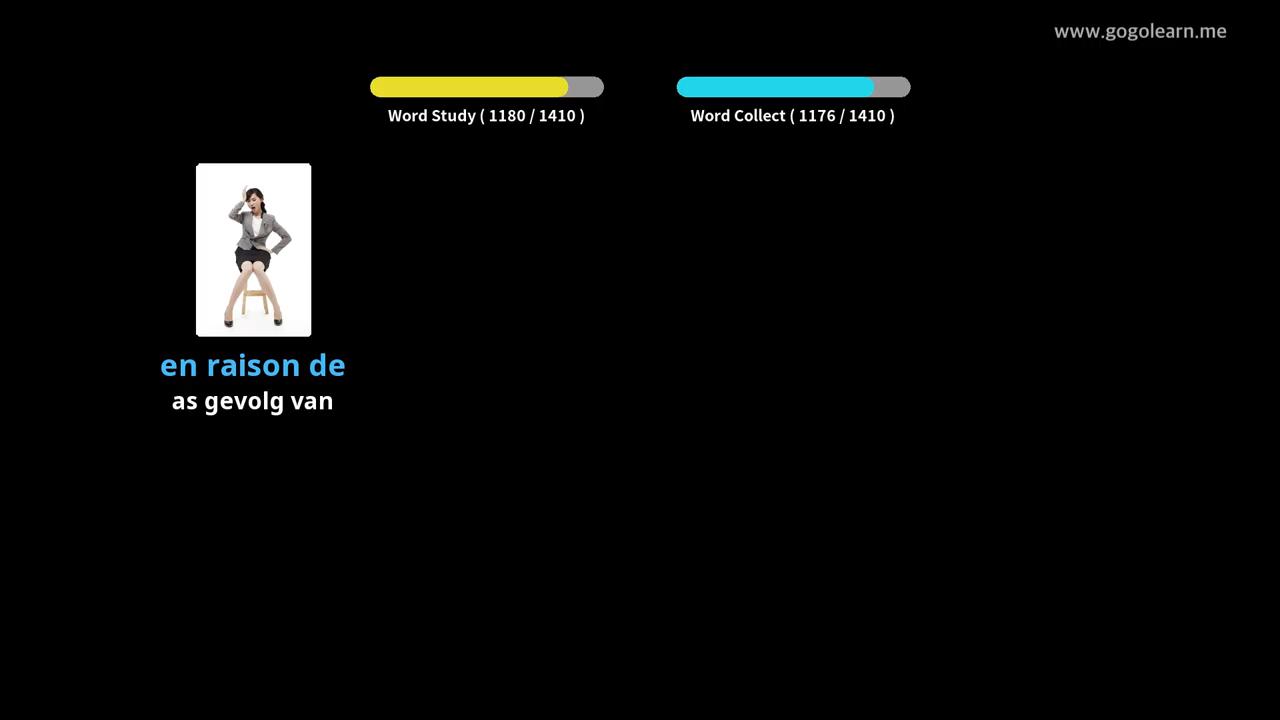 www.gogolearn.me
Word Study ( 1180 / 1410 )
Word Collect ( 1176 / 1410 )
en raison de
as gevolg van